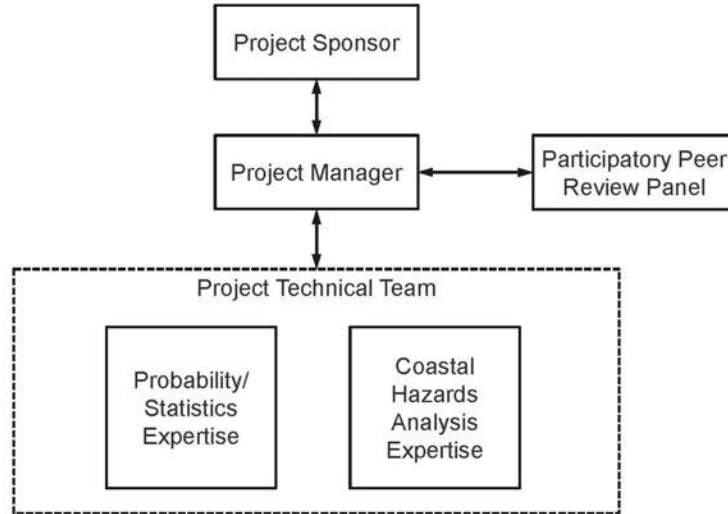 Project Sponsor
Project Manager
Participatory Peer
Review Panel
Project Technical Team
Probability/
Statistics
Expertise
Coastal
Hazards
Analysis
Expertise